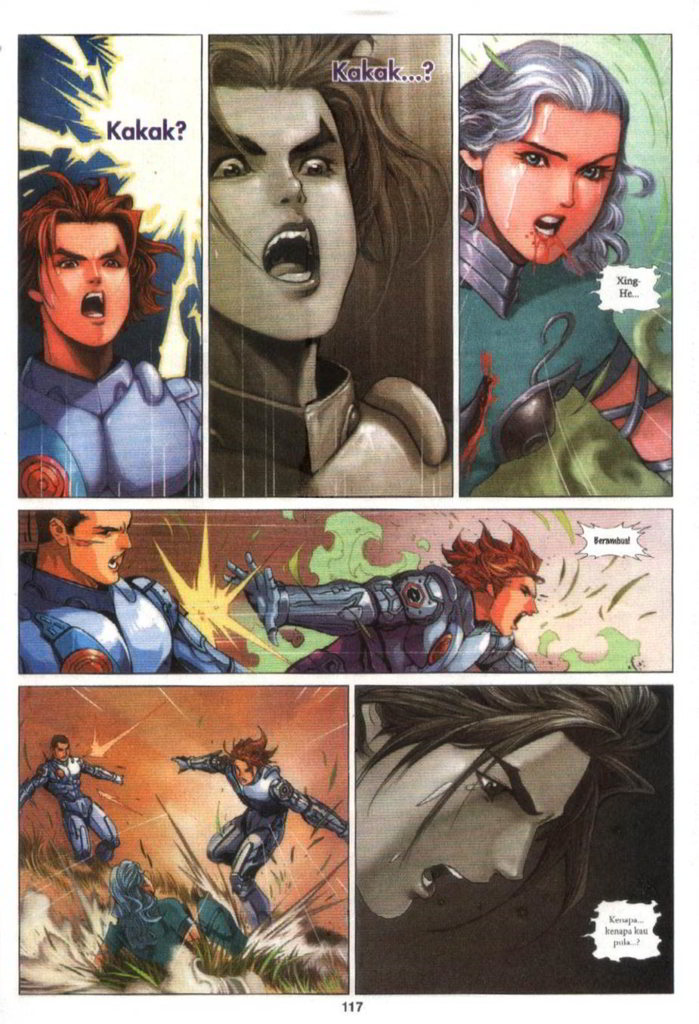 Kakak?
Kakak...?
Xing-
He...
Berambus!
Kenapa...
kenapa kau
pula...?
117